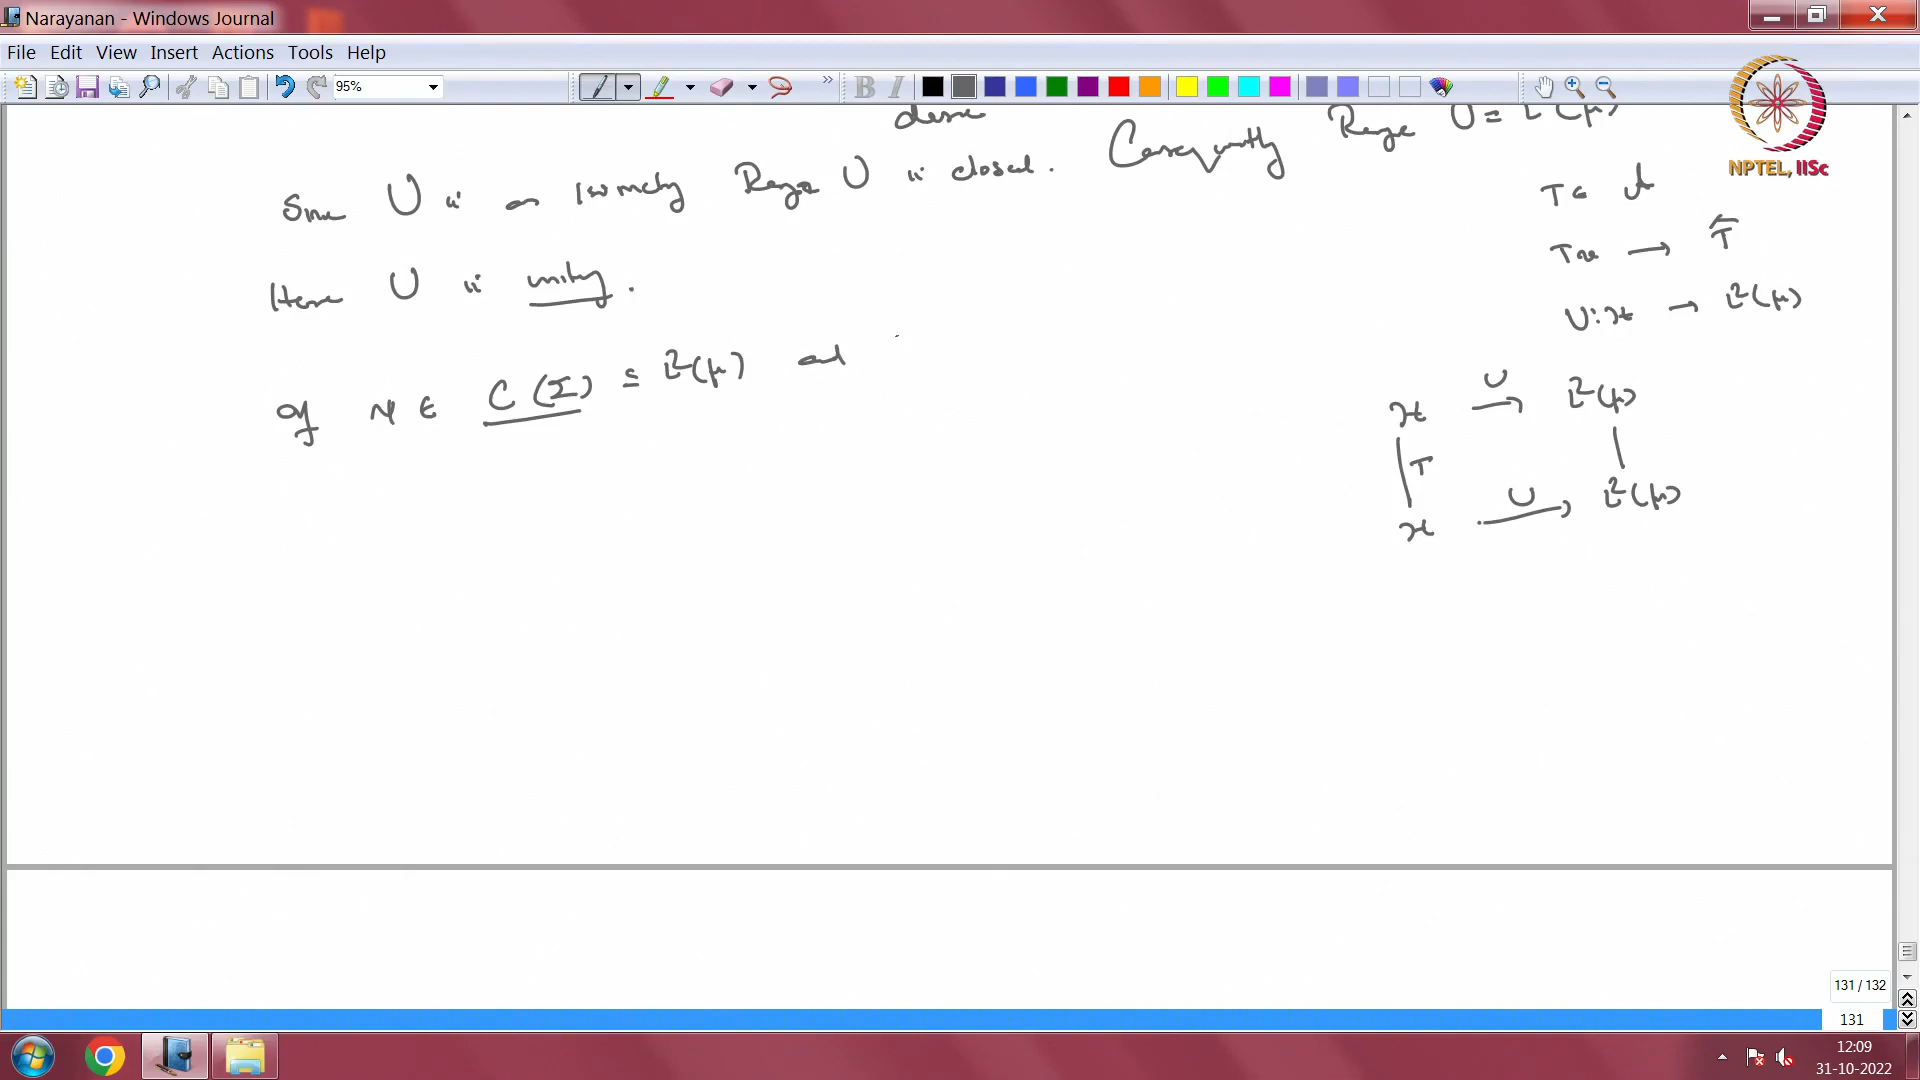 Narayanan - Windows Journal
File Edit View Insert Actions Tools Help
95%
NPTEL, IISc
dense
Since U is an isometry Range U is closed. Consequently Range U = L²(μ)
Hence U is unitary.
If ψ ∈ C(Σ) ⊆ L²(μ) and
T ∈ A
Tx → T̂
U: H → L²(μ)
H U→ L²(μ)
T
H U→ L²(μ)
131 / 132
131
12:09
31-10-2022